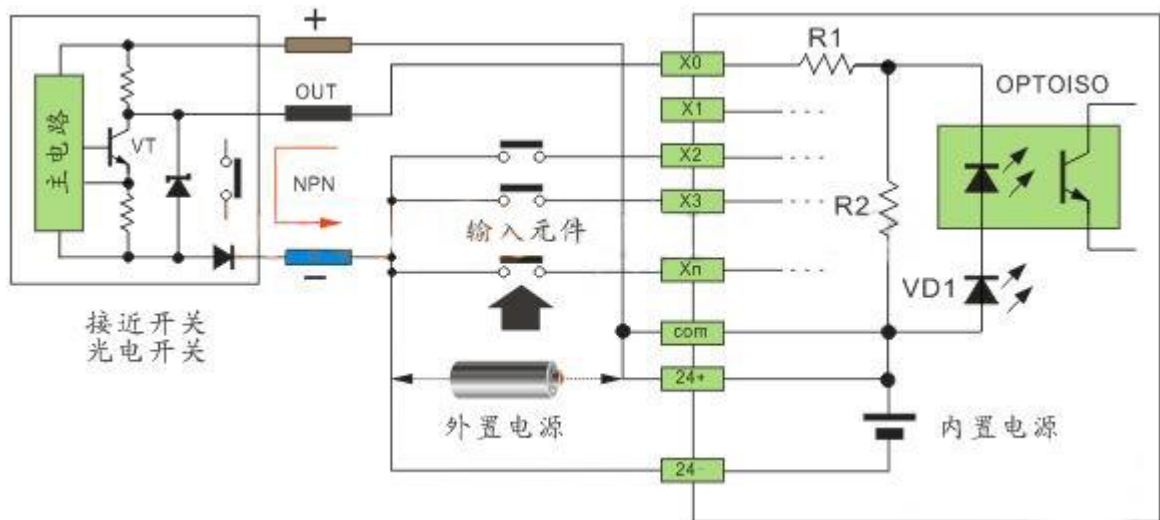 主电路
VT
+
OUT
NPN
−
接近开关
光电开关
输入元件
外置电源
X0
X1
X2
X3
Xn
com
24+
24-
R1
R2
OPTOISO
VD1
内置电源